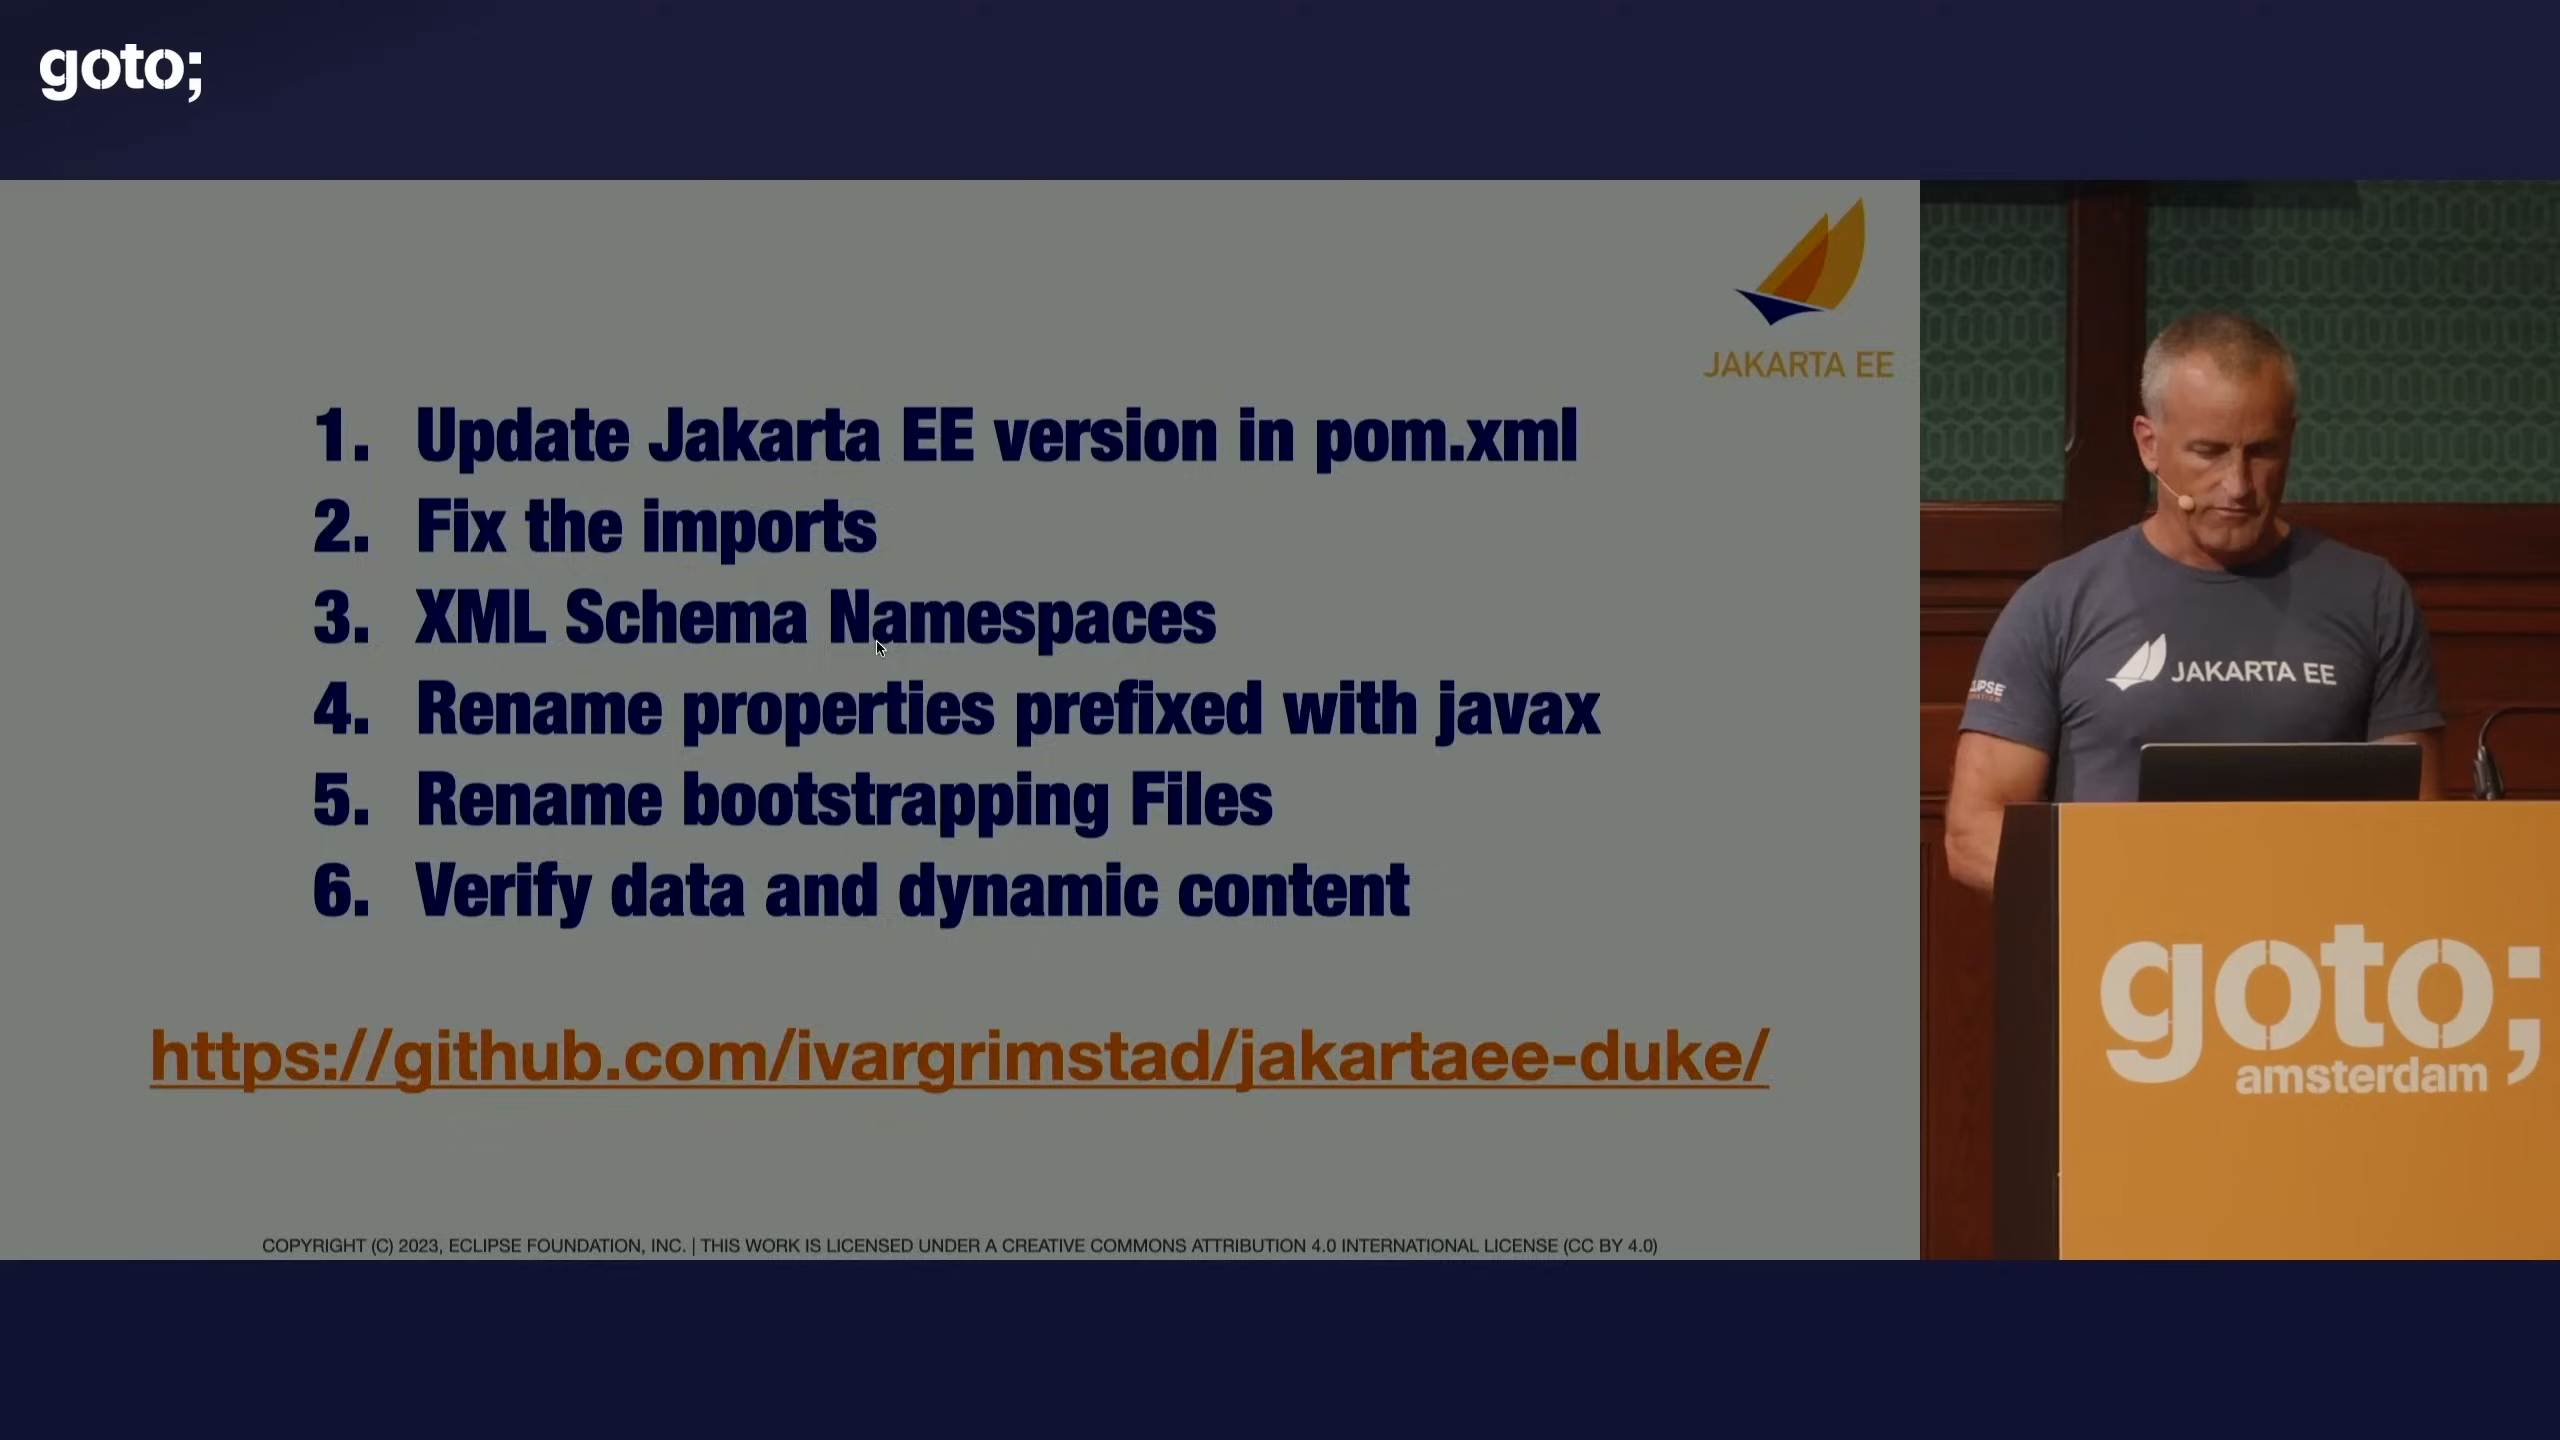 goto;
JAKARTA EE
1. Update Jakarta EE version in pom.xml
2. Fix the imports
3. XML Schema Namespaces
4. Rename properties prefixed with javax
5. Rename bootstrapping Files
6. Verify data and dynamic content
https://github.com/ivargrimstad/jakartaee-duke/
COPYRIGHT (C) 2023, ECLIPSE FOUNDATION, INC. | THIS WORK IS LICENSED UNDER A CREATIVE COMMONS ATTRIBUTION 4.0 INTERNATIONAL LICENSE (CC BY 4.0)
JAKARTA EE
goto;
amsterdam